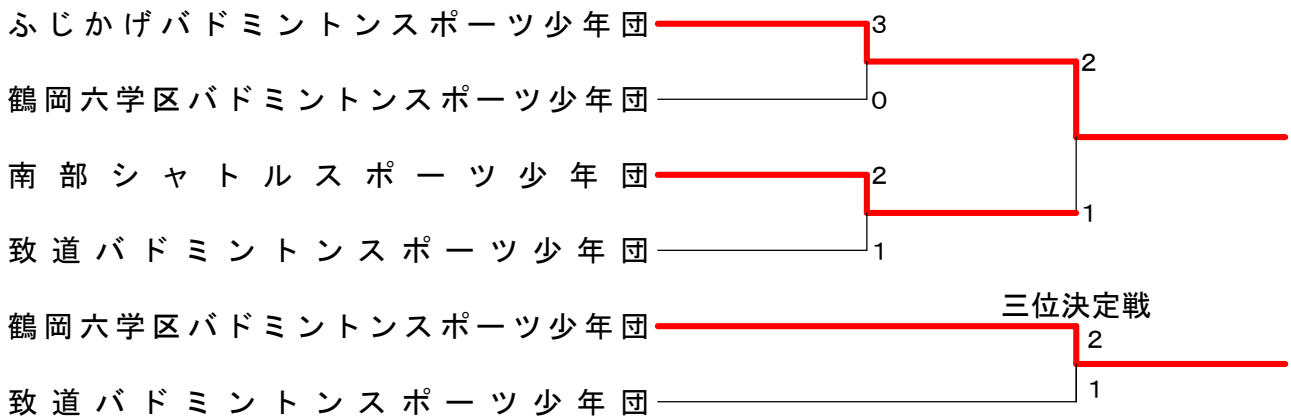 ふじかげバドミントンスポーツ少年団
3
2
鶴岡六学区バドミントンスポーツ少年団
0
南部シャトルスポーツ少年団
2
1
致道バドミントンスポーツ少年団
1
三位決定戦
鶴岡六学区バドミントンスポーツ少年団
2
致道バドミントンスポーツ少年団
1